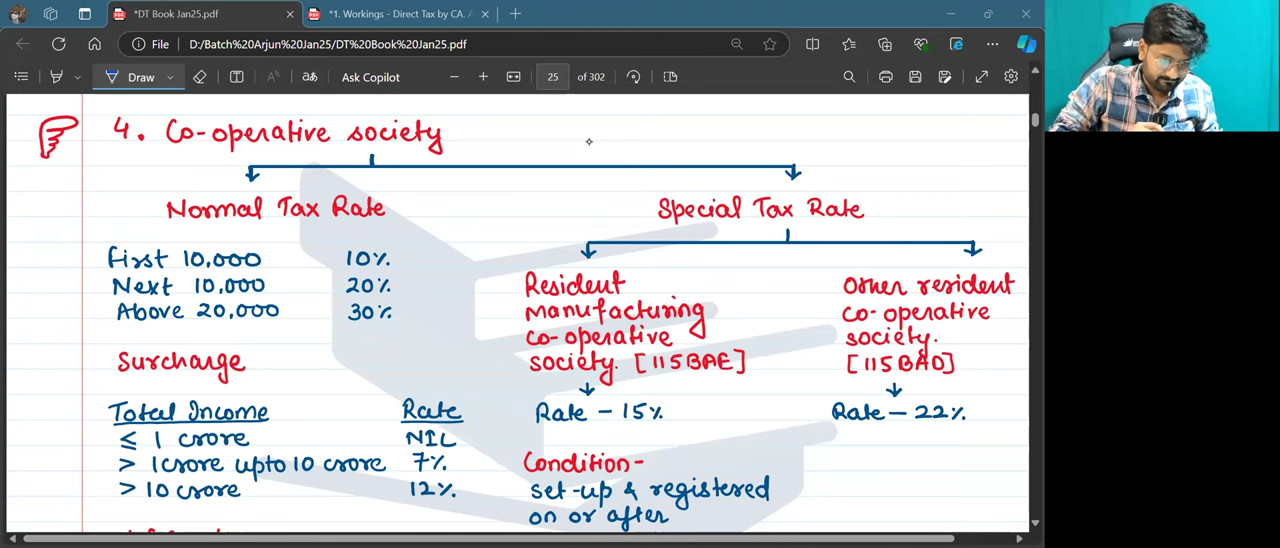 *DT Book Jan25.pdf
*1. Workings - Direct Tax by CA. A
File
D:/Batch%20Arjun%20Jan25/DT%20Book%20Jan25.pdf
Draw
Ask Copilot
25 of 302
4. Co-operative society
Normal Tax Rate
Special Tax Rate
First 10,000 10%
Next 10,000 20%
Above 20,000 30%
Resident
manufacturing
co-operative
society. [115BAE]
Other resident
co-operative
society.
[115BAD]
Surcharge
Rate - 15%
Rate - 22%
Total Income Rate
≤ 1 crore NIL
> 1 crore upto 10 crore 7%
> 10 crore 12%
Condition-
set-up & registered
on or after